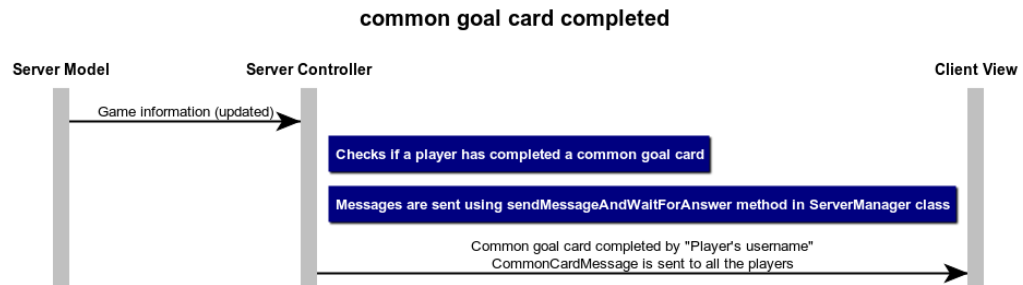 common goal card completed
Server Model
Server Controller
Client View
Game information (updated)
Checks if a player has completed a common goal card
Messages are sent using sendMessageAndWaitForAnswer method in ServerManager class
Common goal card completed by "Player's username"
CommonCardMessage is sent to all the players